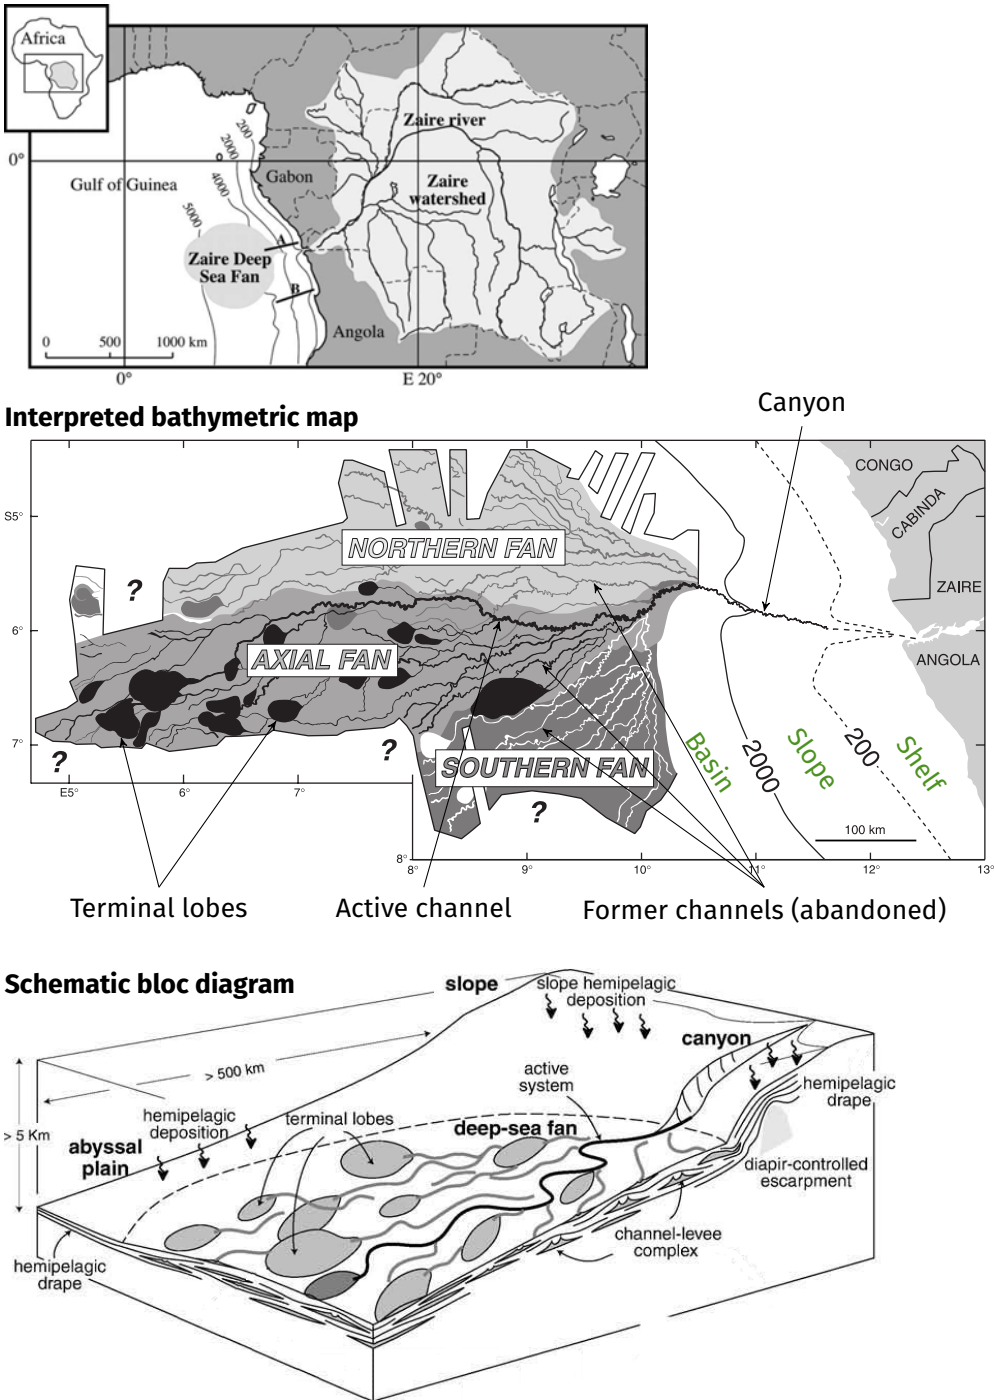 Africa
200
2000
4000
5000
0°
Zaire river
Gulf of Guinea
Gabon
Zaire
watershed
A
Zaire Deep
Sea Fan
B
Angola
0 500 1000 km
0° E 20°
Interpreted bathymetric map
Canyon
S5°
6°
7°
8°
CONGO
CABINDA
ZAIRE
ANGOLA
NORTHERN FAN
?
AXIAL FAN
?
?
SOUTHERN FAN
?
Basin
2000
Slope
200
Shelf
100 km
E5° 6° 7°
8° 9° 10° 11° 12° 13°
Terminal lobes
Active channel
Former channels (abandoned)
Schematic bloc diagram
slope
slope hemipelagic
deposition
canyon
> 500 km
active
system
hemipelagic
drape
> 5 Km
hemipelagic
deposition
terminal lobes
deep-sea fan
abyssal
plain
diapir-controlled
escarpment
channel-levee
complex
hemipelagic
drape